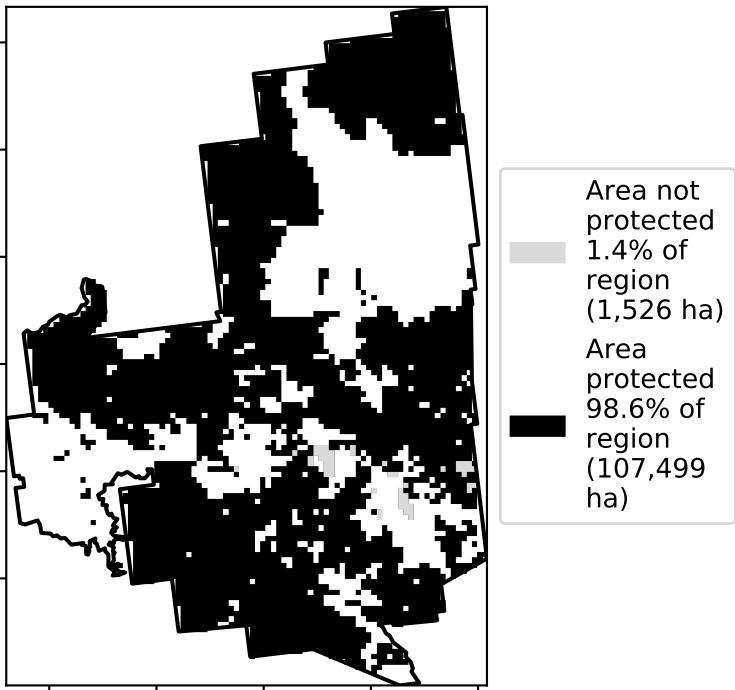 Area not
protected
1.4% of
region
(1,526 ha)
Area
protected
98.6% of
region
(107,499
ha)